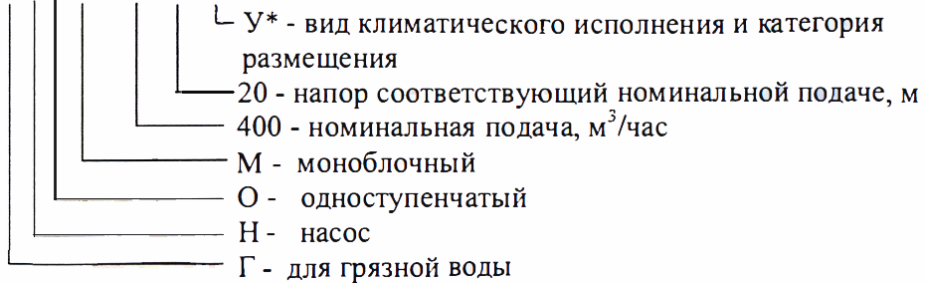 У* - вид климатического исполнения и категория
размещения
20 - напор соответствующий номинальной подаче, м
400 - номинальная подача, м³/час
М - моноблочный
О - одноступенчатый
Н - насос
Г - для грязной воды